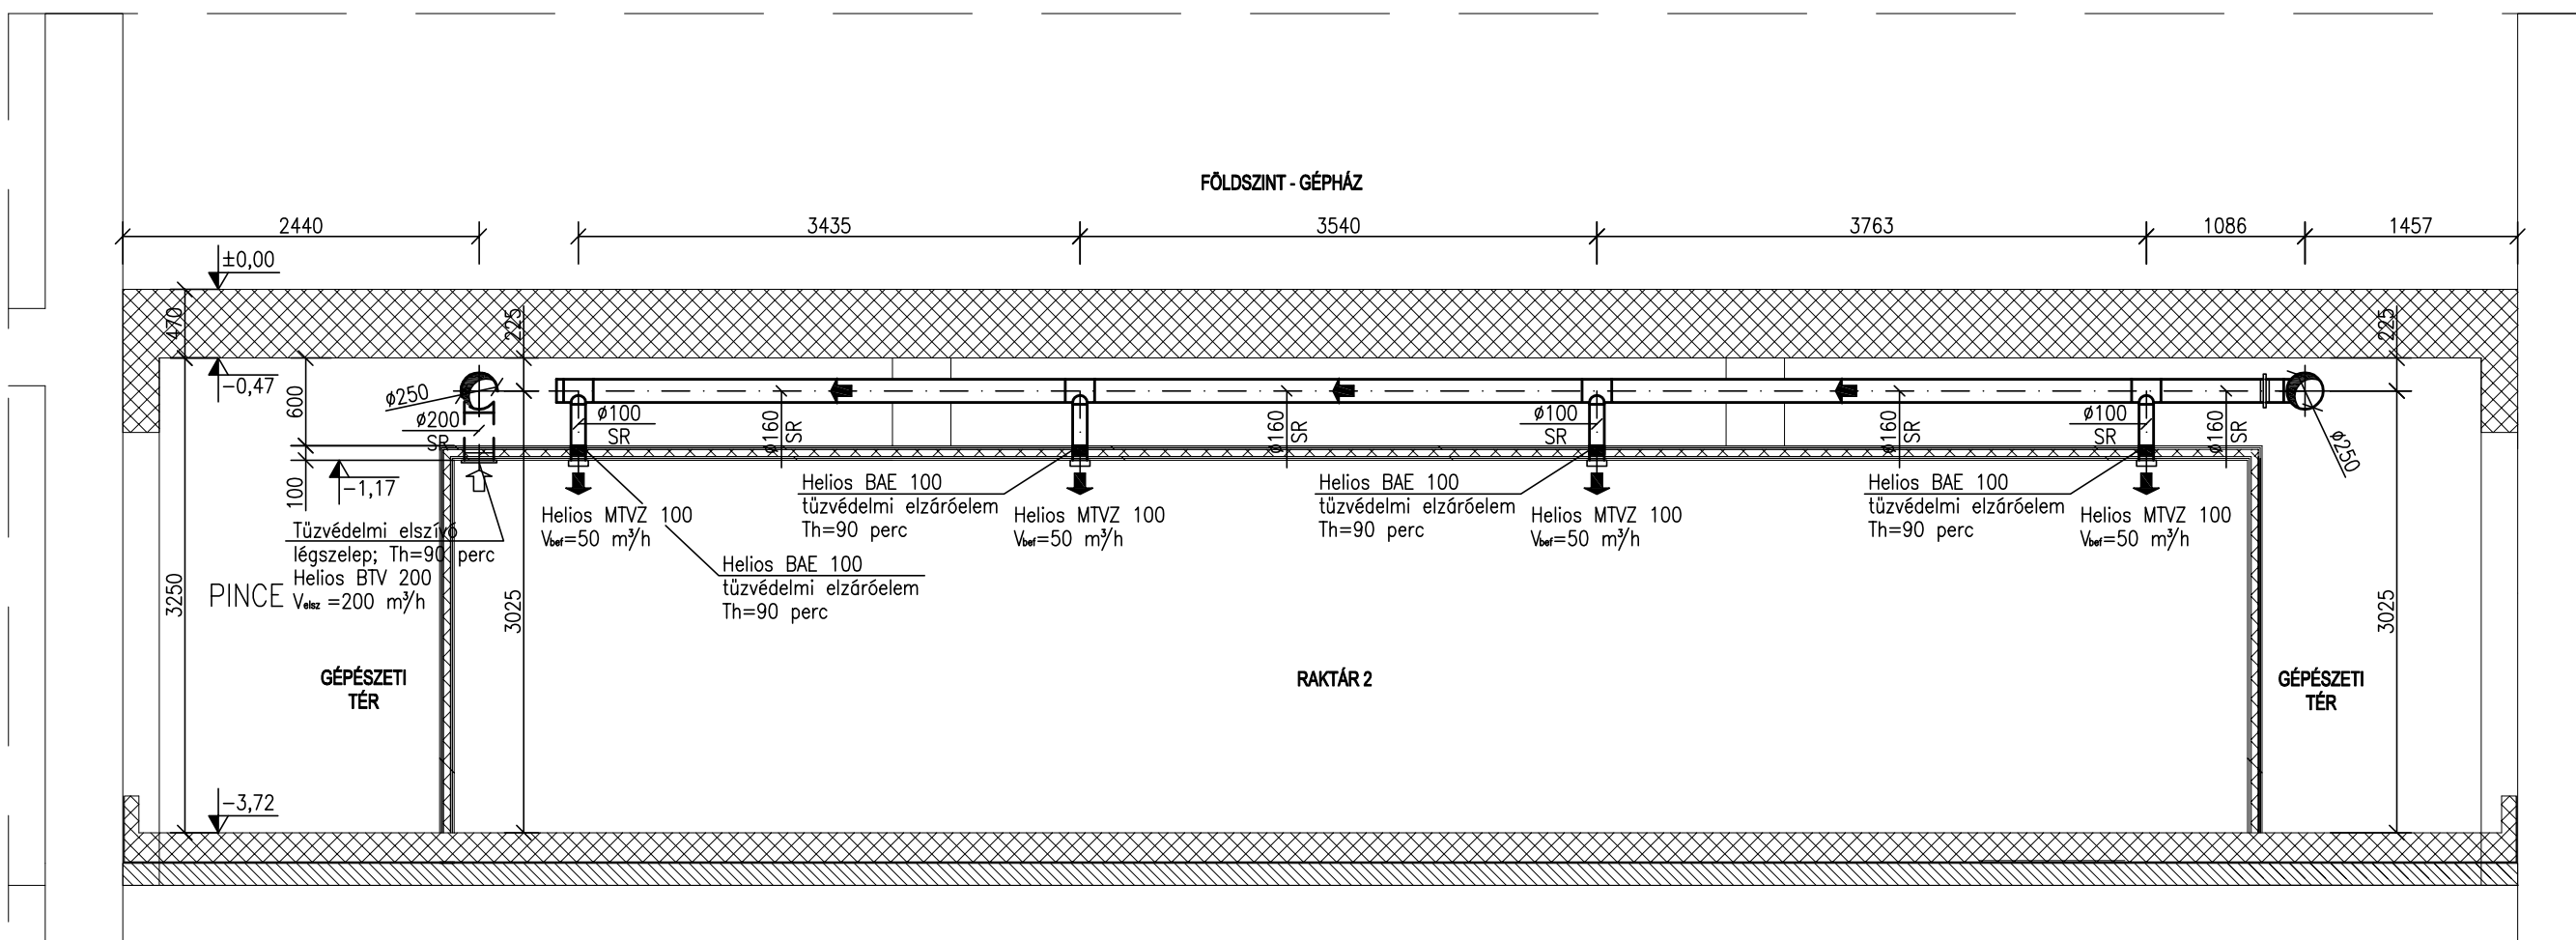 FÖLDSZINT - GÉPHÁZ
2440
3435
3540
3763
1086
1457
±0,00
470
225
225
-0,47
600
ø250
ø200
SR
ø100
SR
ø160
SR
ø160
SR
ø100
SR
ø160
SR
ø100
SR
ø160
SR
ø250
100
-1,17
Tűzvédelmi elszívó
légszelep; Th=90 perc
Helios BTV 200
Velsz =200 m³/h
Helios MTVZ 100
Vbef=50 m³/h
Helios BAE 100
tűzvédelmi elzáróelem
Th=90 perc
Helios BAE 100
tűzvédelmi elzáróelem
Th=90 perc
Helios MTVZ 100
Vbef=50 m³/h
Helios BAE 100
tűzvédelmi elzáróelem
Th=90 perc
Helios MTVZ 100
Vbef=50 m³/h
Helios BAE 100
tűzvédelmi elzáróelem
Th=90 perc
Helios MTVZ 100
Vbef=50 m³/h
3250
PINCE
3025
3025
GÉPÉSZETI
TÉR
RAKTÁR 2
GÉPÉSZETI
TÉR
-3,72